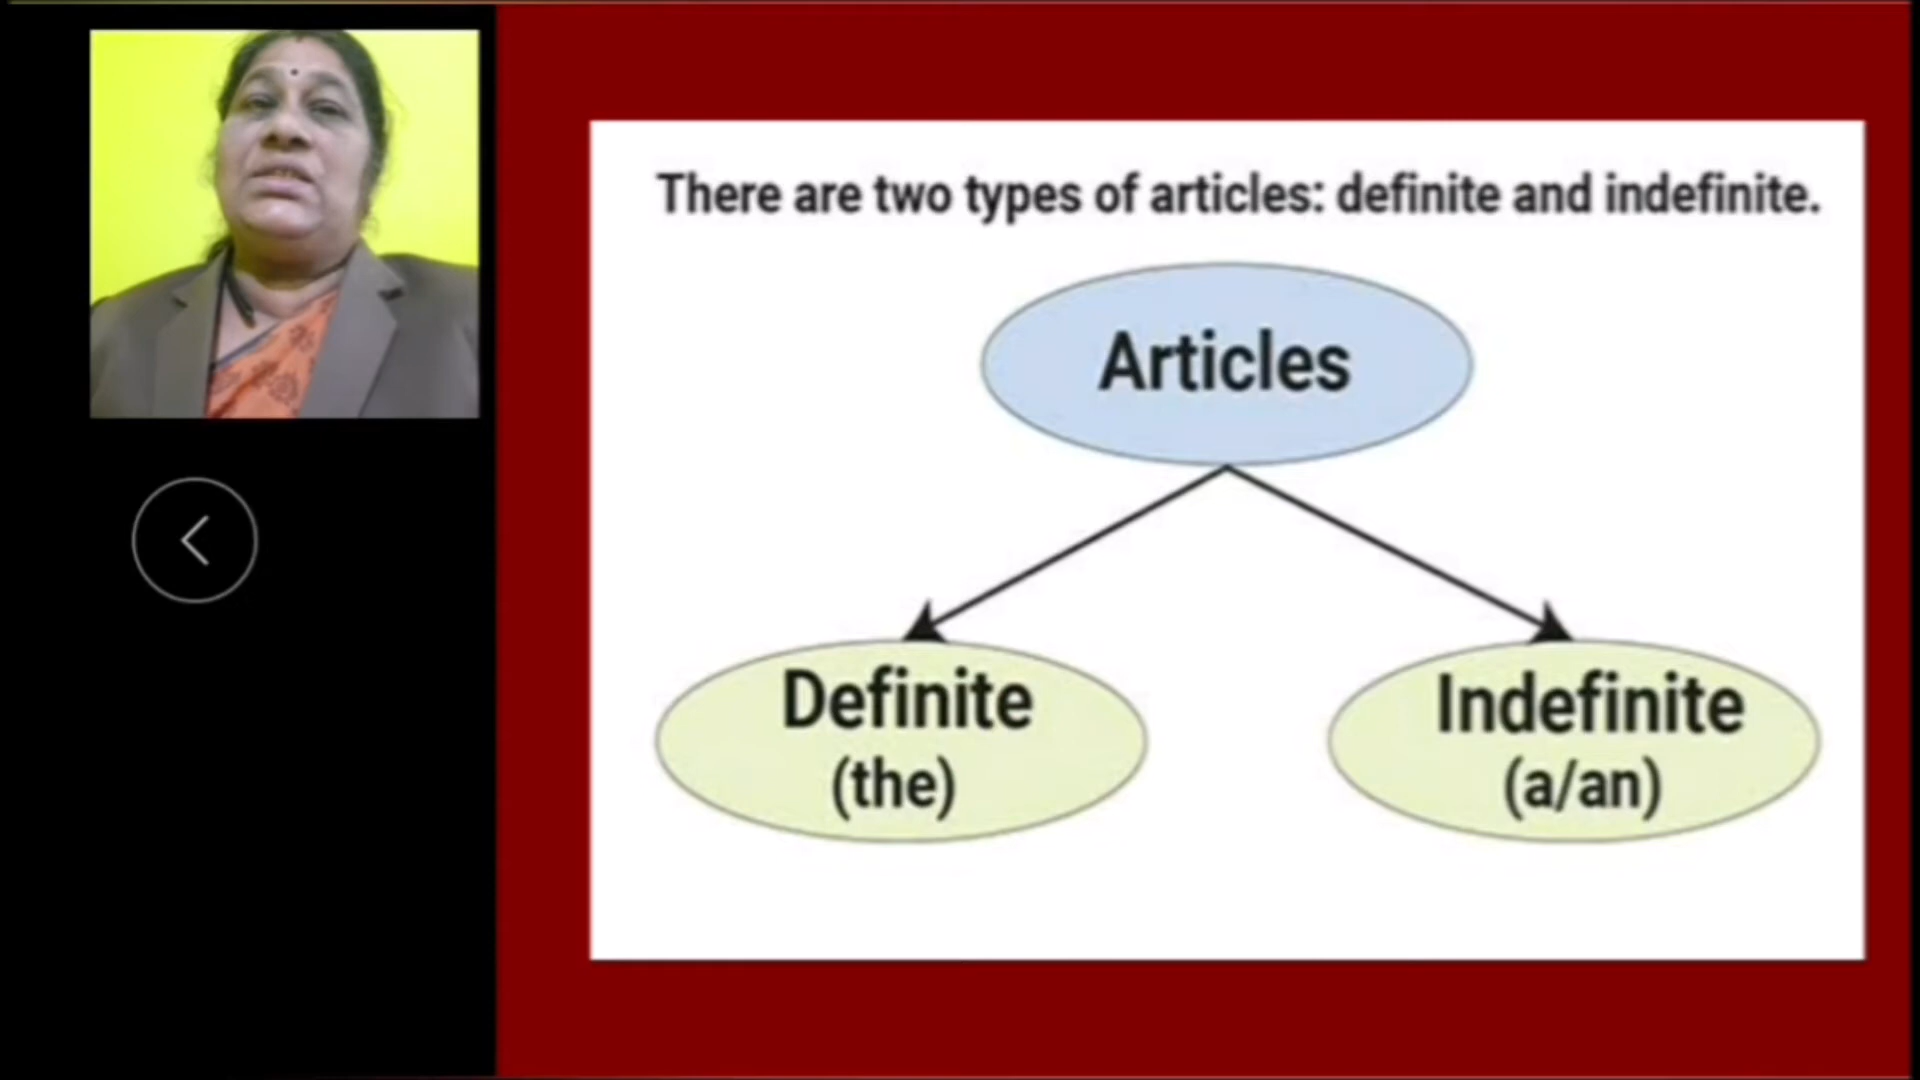 There are two types of articles: definite and indefinite.
Articles
Definite
(the)
Indefinite
(a/an)